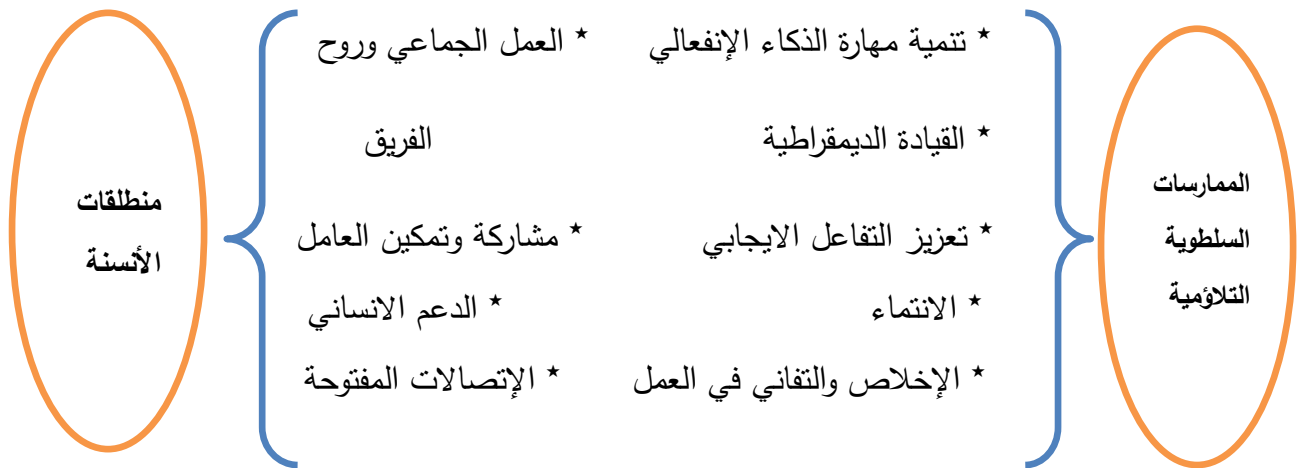 الممارسات
السلطوية
التلاؤمية
* تنمية مهارة الذكاء الإنفعالي
* القيادة الديمقراطية
* تعزيز التفاعل الايجابي
* الانتماء
* الإخلاص والتفاني في العمل
* العمل الجماعي وروح
الفريق
* مشاركة وتمكين العامل
* الدعم الانساني
* الإتصالات المفتوحة
منطلقات
الأنسنة